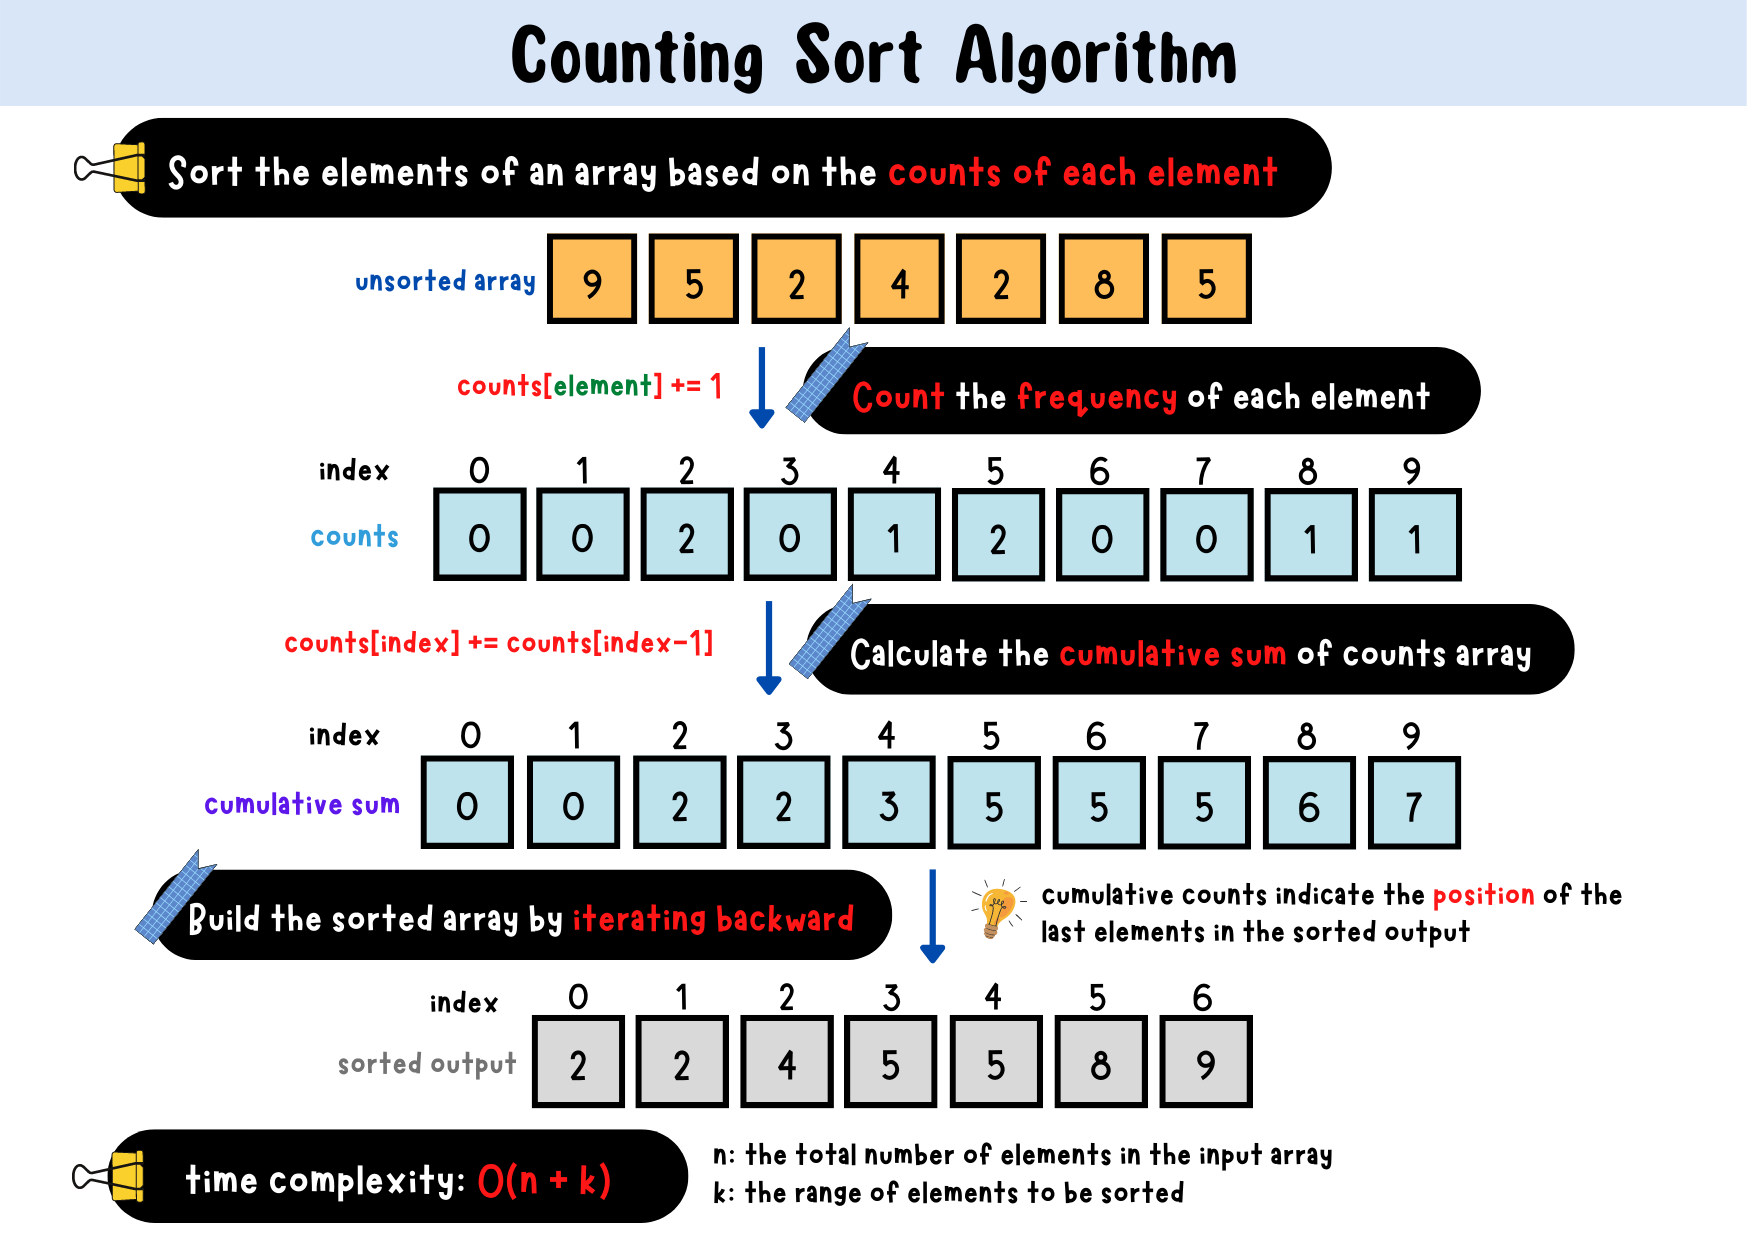 Counting Sort Algorithm
Sort the elements of an array based on the counts of each element
unsorted array 9 5 2 4 2 8 5
counts[element] += 1
Count the frequency of each element
index 0 1 2 3 4 5 6 7 8 9
counts 0 0 2 0 1 2 0 0 1 1
counts[index] += counts[index-1]
Calculate the cumulative sum of counts array
index 0 1 2 3 4 5 6 7 8 9
cumulative sum 0 0 2 2 3 5 5 5 6 7
Build the sorted array by iterating backward
cumulative counts indicate the position of the
last elements in the sorted output
index 0 1 2 3 4 5 6
sorted output 2 2 4 5 5 8 9
time complexity: O(n + k)
n: the total number of elements in the input array
k: the range of elements to be sorted